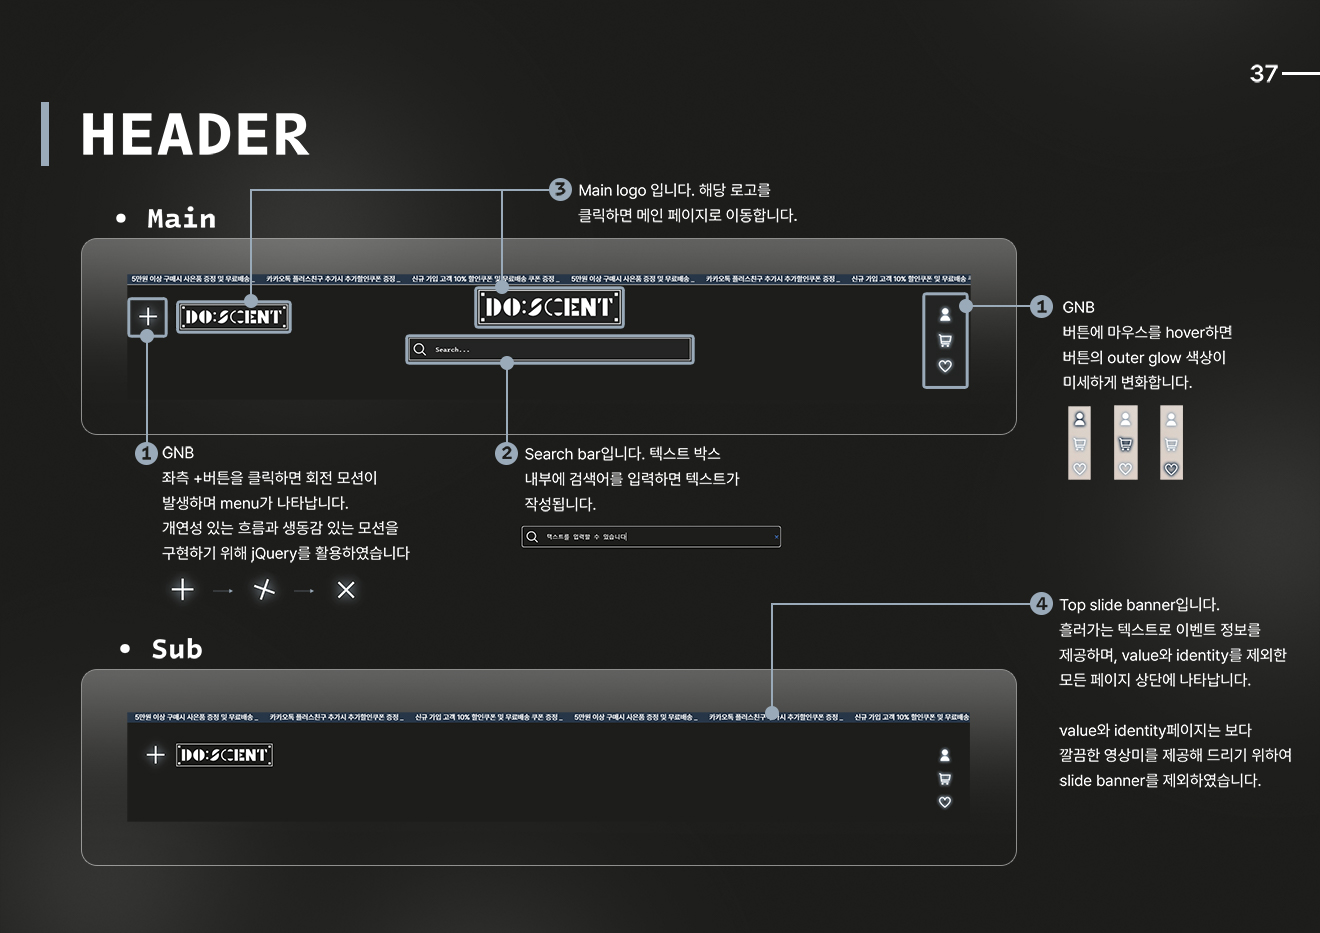 37
HEADER
• Main
3 Main logo 입니다. 해당 로고를
클릭하면 메인 페이지로 이동합니다.
5만원 이상 구매시 사은품 증정 및 무료배송_ 카카오톡 플러스친구 추가시 추가할인쿠폰 증정_ 신규 가입 고객 10% 할인쿠폰 및 무료배송 쿠폰 증정_ 5만원 이상 구매시 사은품 증정 및 무료배송_ 카카오톡 플러스친구 추가시 추가할인쿠폰 증정_ 신규 가입 고객 10% 할인쿠폰 및 무료배송 쿠폰 증정_
DO:SCENT
DO:SCENT
Search...
1 GNB
버튼에 마우스를 hover하면
버튼의 outer glow 색상이
미세하게 변화합니다.
1 GNB
좌측 +버튼을 클릭하면 회전 모션이
발생하며 menu가 나타납니다.
개연성 있는 흐름과 생동감 있는 모션을
구현하기 위해 jQuery를 활용하였습니다
2 Search bar입니다. 텍스트 박스
내부에 검색어를 입력하면 텍스트가
작성됩니다.
텍스트를 입력할 수 있습니다
• Sub
4 Top slide banner입니다.
흘러가는 텍스트로 이벤트 정보를
제공하며, value와 identity를 제외한
모든 페이지 상단에 나타납니다.
value와 identity페이지는 보다
깔끔한 영상미를 제공해 드리기 위하여
slide banner를 제외하였습니다.
5만원 이상 구매시 사은품 증정 및 무료배송_ 카카오톡 플러스친구 추가시 추가할인쿠폰 증정_ 신규 가입 고객 10% 할인쿠폰 및 무료배송 쿠폰 증정_ 5만원 이상 구매시 사은품 증정 및 무료배송_ 카카오톡 플러스친구 추가시 추가할인쿠폰 증정_ 신규 가입 고객 10% 할인쿠폰 및 무료배송
DO:SCENT